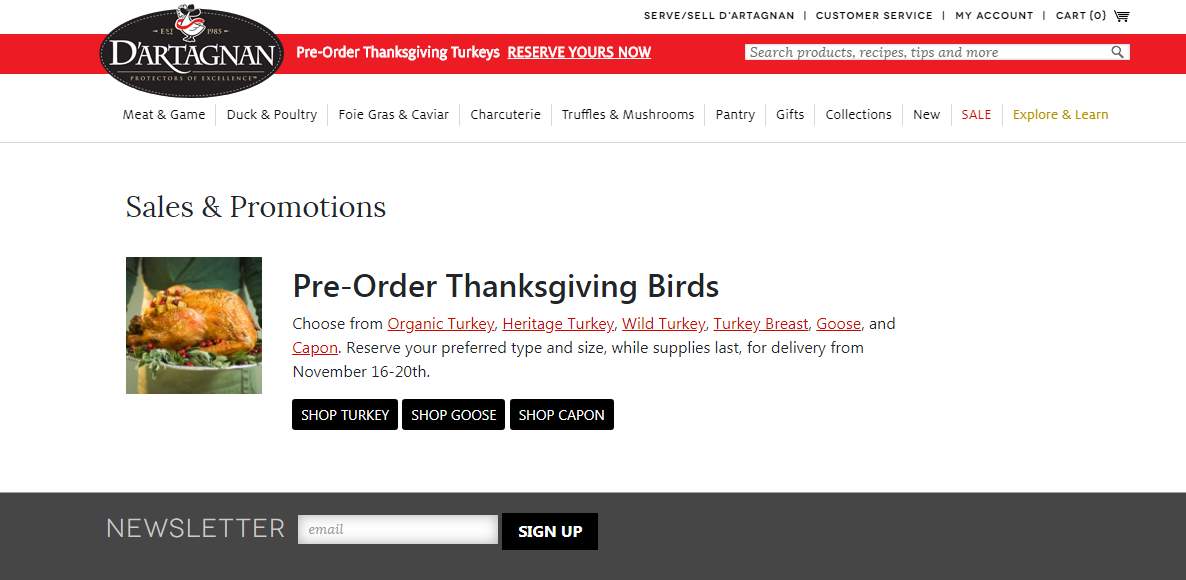 SERVE/SELL D'ARTAGNAN | CUSTOMER SERVICE | MY ACCOUNT | CART (0)
EST 1985
D'ARTAGNAN
PROTECTORS OF EXCELLENCE™
Pre-Order Thanksgiving Turkeys RESERVE YOURS NOW
Search products, recipes, tips and more
Meat & Game Duck & Poultry Foie Gras & Caviar Charcuterie Truffles & Mushrooms Pantry Gifts Collections New SALE Explore & Learn
Sales & Promotions
Pre-Order Thanksgiving Birds
Choose from Organic Turkey, Heritage Turkey, Wild Turkey, Turkey Breast, Goose, and
Capon. Reserve your preferred type and size, while supplies last, for delivery from
November 16-20th.
SHOP TURKEY SHOP GOOSE SHOP CAPON
NEWSLETTER email SIGN UP